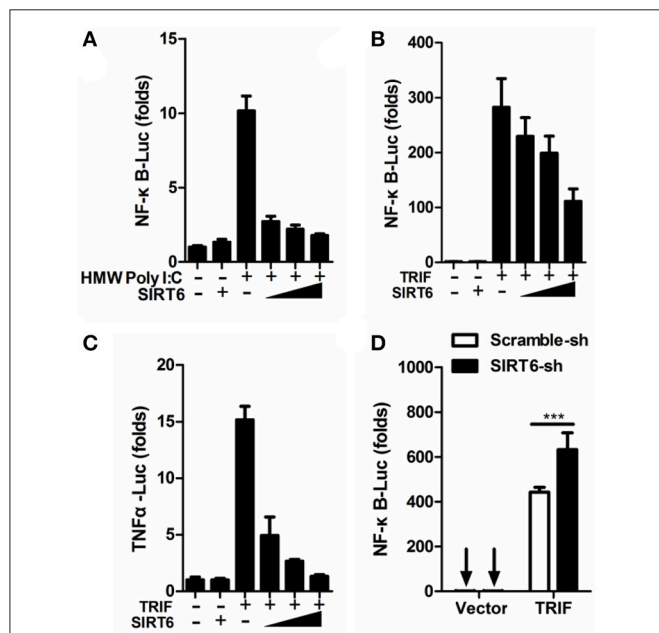 A
NF-κ B-Luc (folds)
15
10
5
0
HMW Poly I:C - - + + + +
SIRT6 - + -
B
NF-κ B-Luc (folds)
400
300
200
100
0
TRIF - - + + + +
SIRT6 - + -
C
TNFα -Luc (folds)
20
15
10
5
0
TRIF - - + + + +
SIRT6 - + -
D
Scramble-sh
SIRT6-sh
NF-κ B-Luc (folds)
1000
800
600
400
200
0
***
Vector TRIF